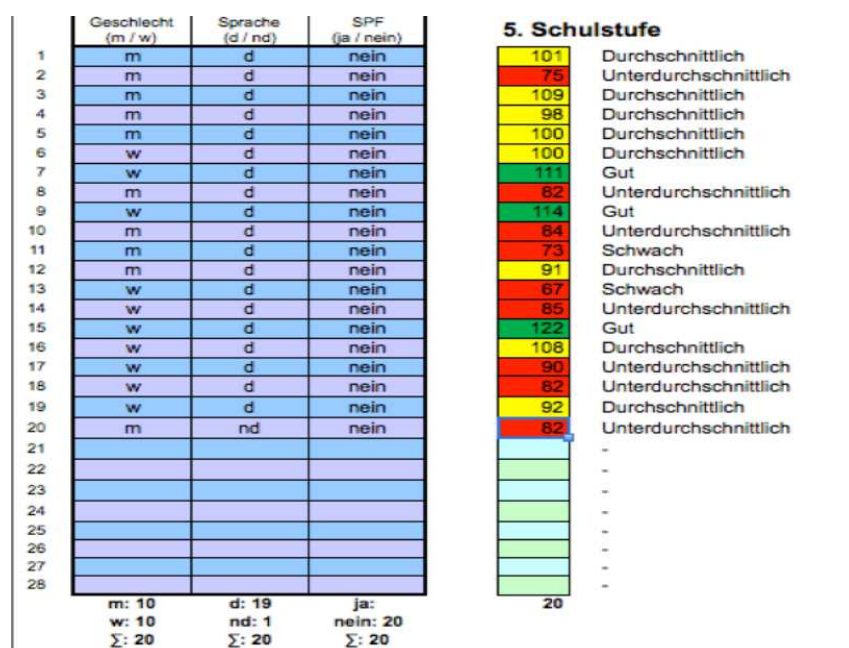 Geschlecht Sprache SPF
(m / w) (d / nd) (ja / nein) 5. Schulstufe
1 m d nein 101 Durchschnittlich
2 m d nein 75 Unterdurchschnittlich
3 m d nein 109 Durchschnittlich
4 m d nein 98 Durchschnittlich
5 m d nein 100 Durchschnittlich
6 w d nein 100 Durchschnittlich
7 w d nein 111 Gut
8 m d nein 82 Unterdurchschnittlich
9 w d nein 114 Gut
10 m d nein 84 Unterdurchschnittlich
11 m d nein 73 Schwach
12 m d nein 91 Durchschnittlich
13 w d nein 67 Schwach
14 w d nein 85 Unterdurchschnittlich
15 w d nein 122 Gut
16 w d nein 108 Durchschnittlich
17 w d nein 90 Unterdurchschnittlich
18 w d nein 82 Unterdurchschnittlich
19 w d nein 92 Durchschnittlich
20 m nd nein 82 Unterdurchschnittlich
21 -
22 -
23 -
24 -
25 -
26 -
27 -
28 -
m: 10 d: 19 ja: 20
w: 10 nd: 1 nein: 20
∑: 20 ∑: 20 ∑: 20